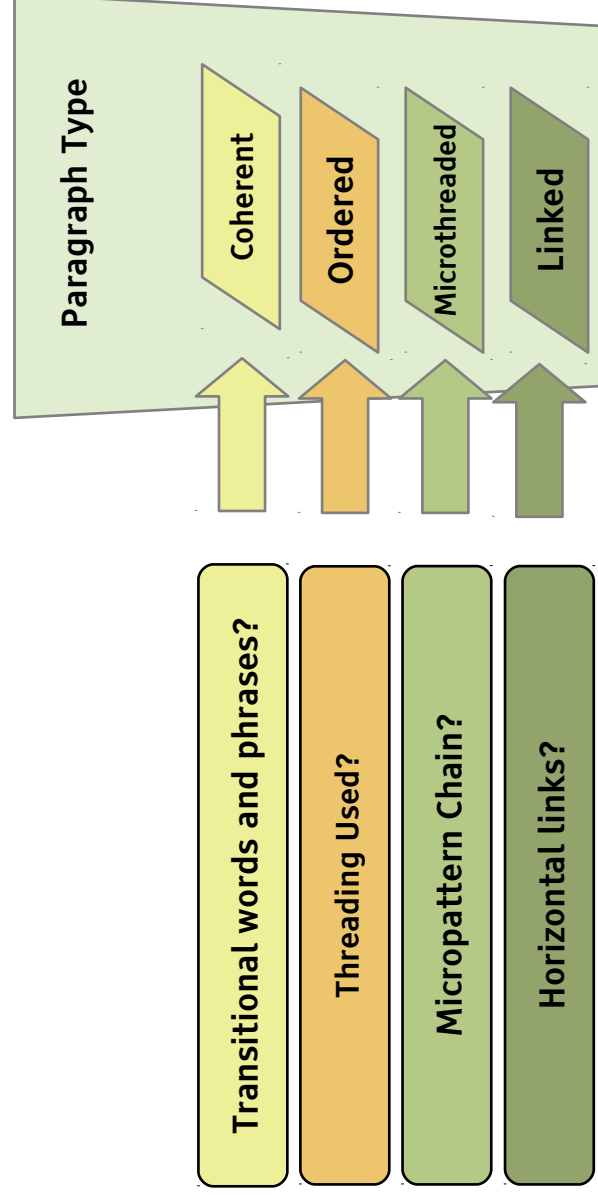 Paragraph Type
Transitional words and phrases?
Coherent
Threading Used?
Ordered
Micropattern Chain?
Microthreaded
Horizontal links?
Linked